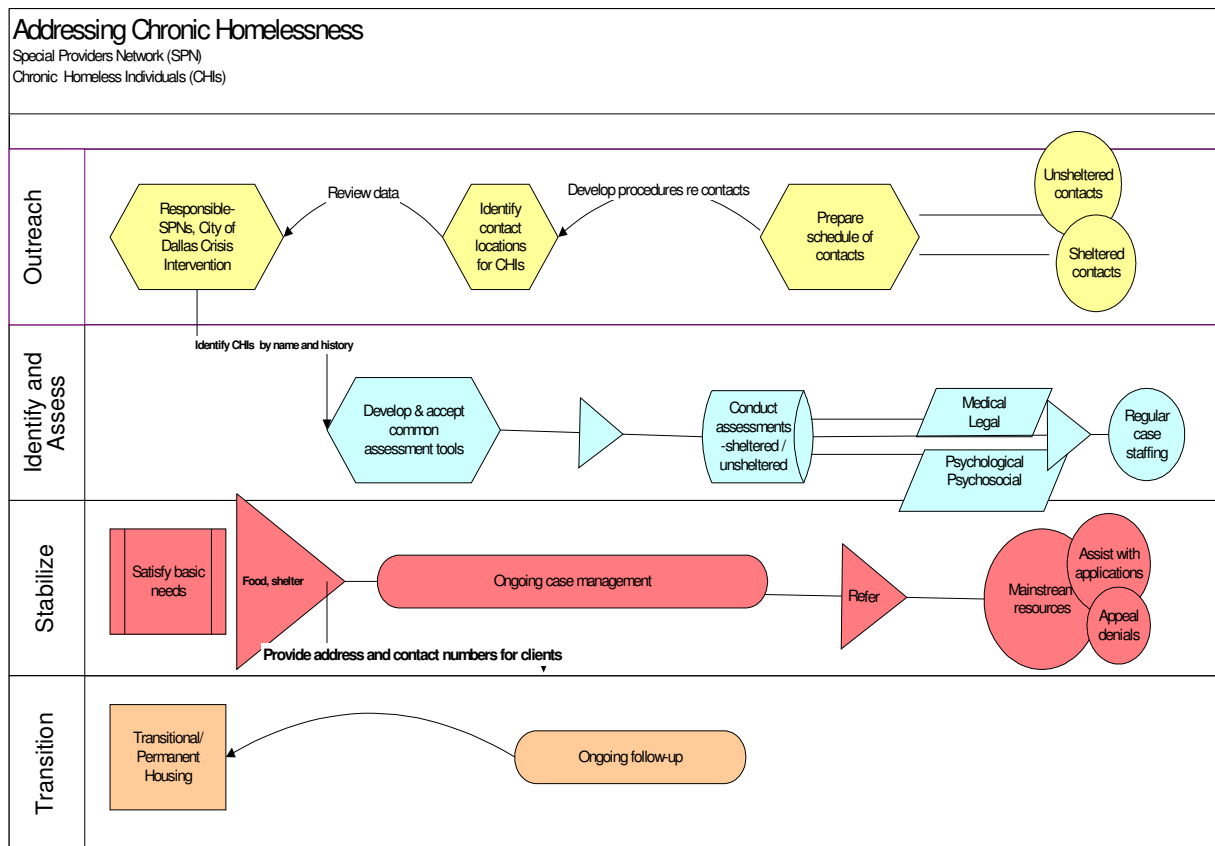 Addressing Chronic Homelessness
Special Providers Network (SPN)
Chronic Homeless Individuals (CHIs)
Outreach
Responsible-
SPNs, City of
Dallas Crisis
Intervention
Review data
Identify
contact
locations
for CHIs
Develop procedures re contacts
Prepare
schedule of
contacts
Unsheltered
contacts
Sheltered
contacts
Identify and
Assess
Identify CHIs by name and history
Develop & accept
common
assessment tools
Conduct
assessments
-sheltered /
unsheltered
Medical
Legal
Psychological
Psychosocial
Regular
case
staffing
Stabilize
Satisfy basic
needs
Food, shelter
Ongoing case management
Refer
Mainstream
resources
Assist with
applications
Appeal
denials
Provide address and contact numbers for clients
Transition
Transitional/
Permanent
Housing
Ongoing follow-up